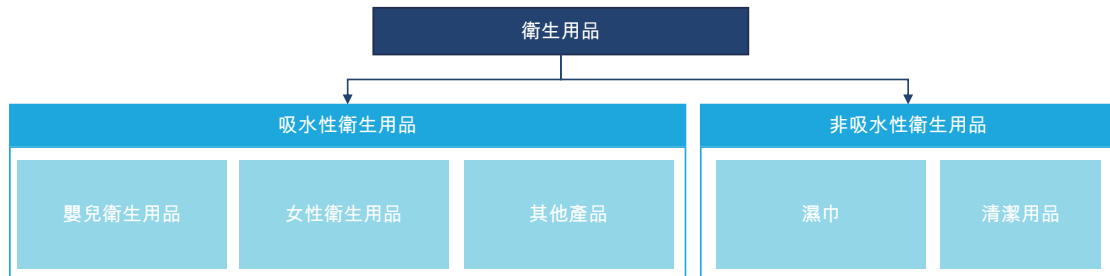 衛生用品
吸水性衛生用品
非吸水性衛生用品
嬰兒衛生用品
女性衛生用品
其他產品
濕巾
清潔用品